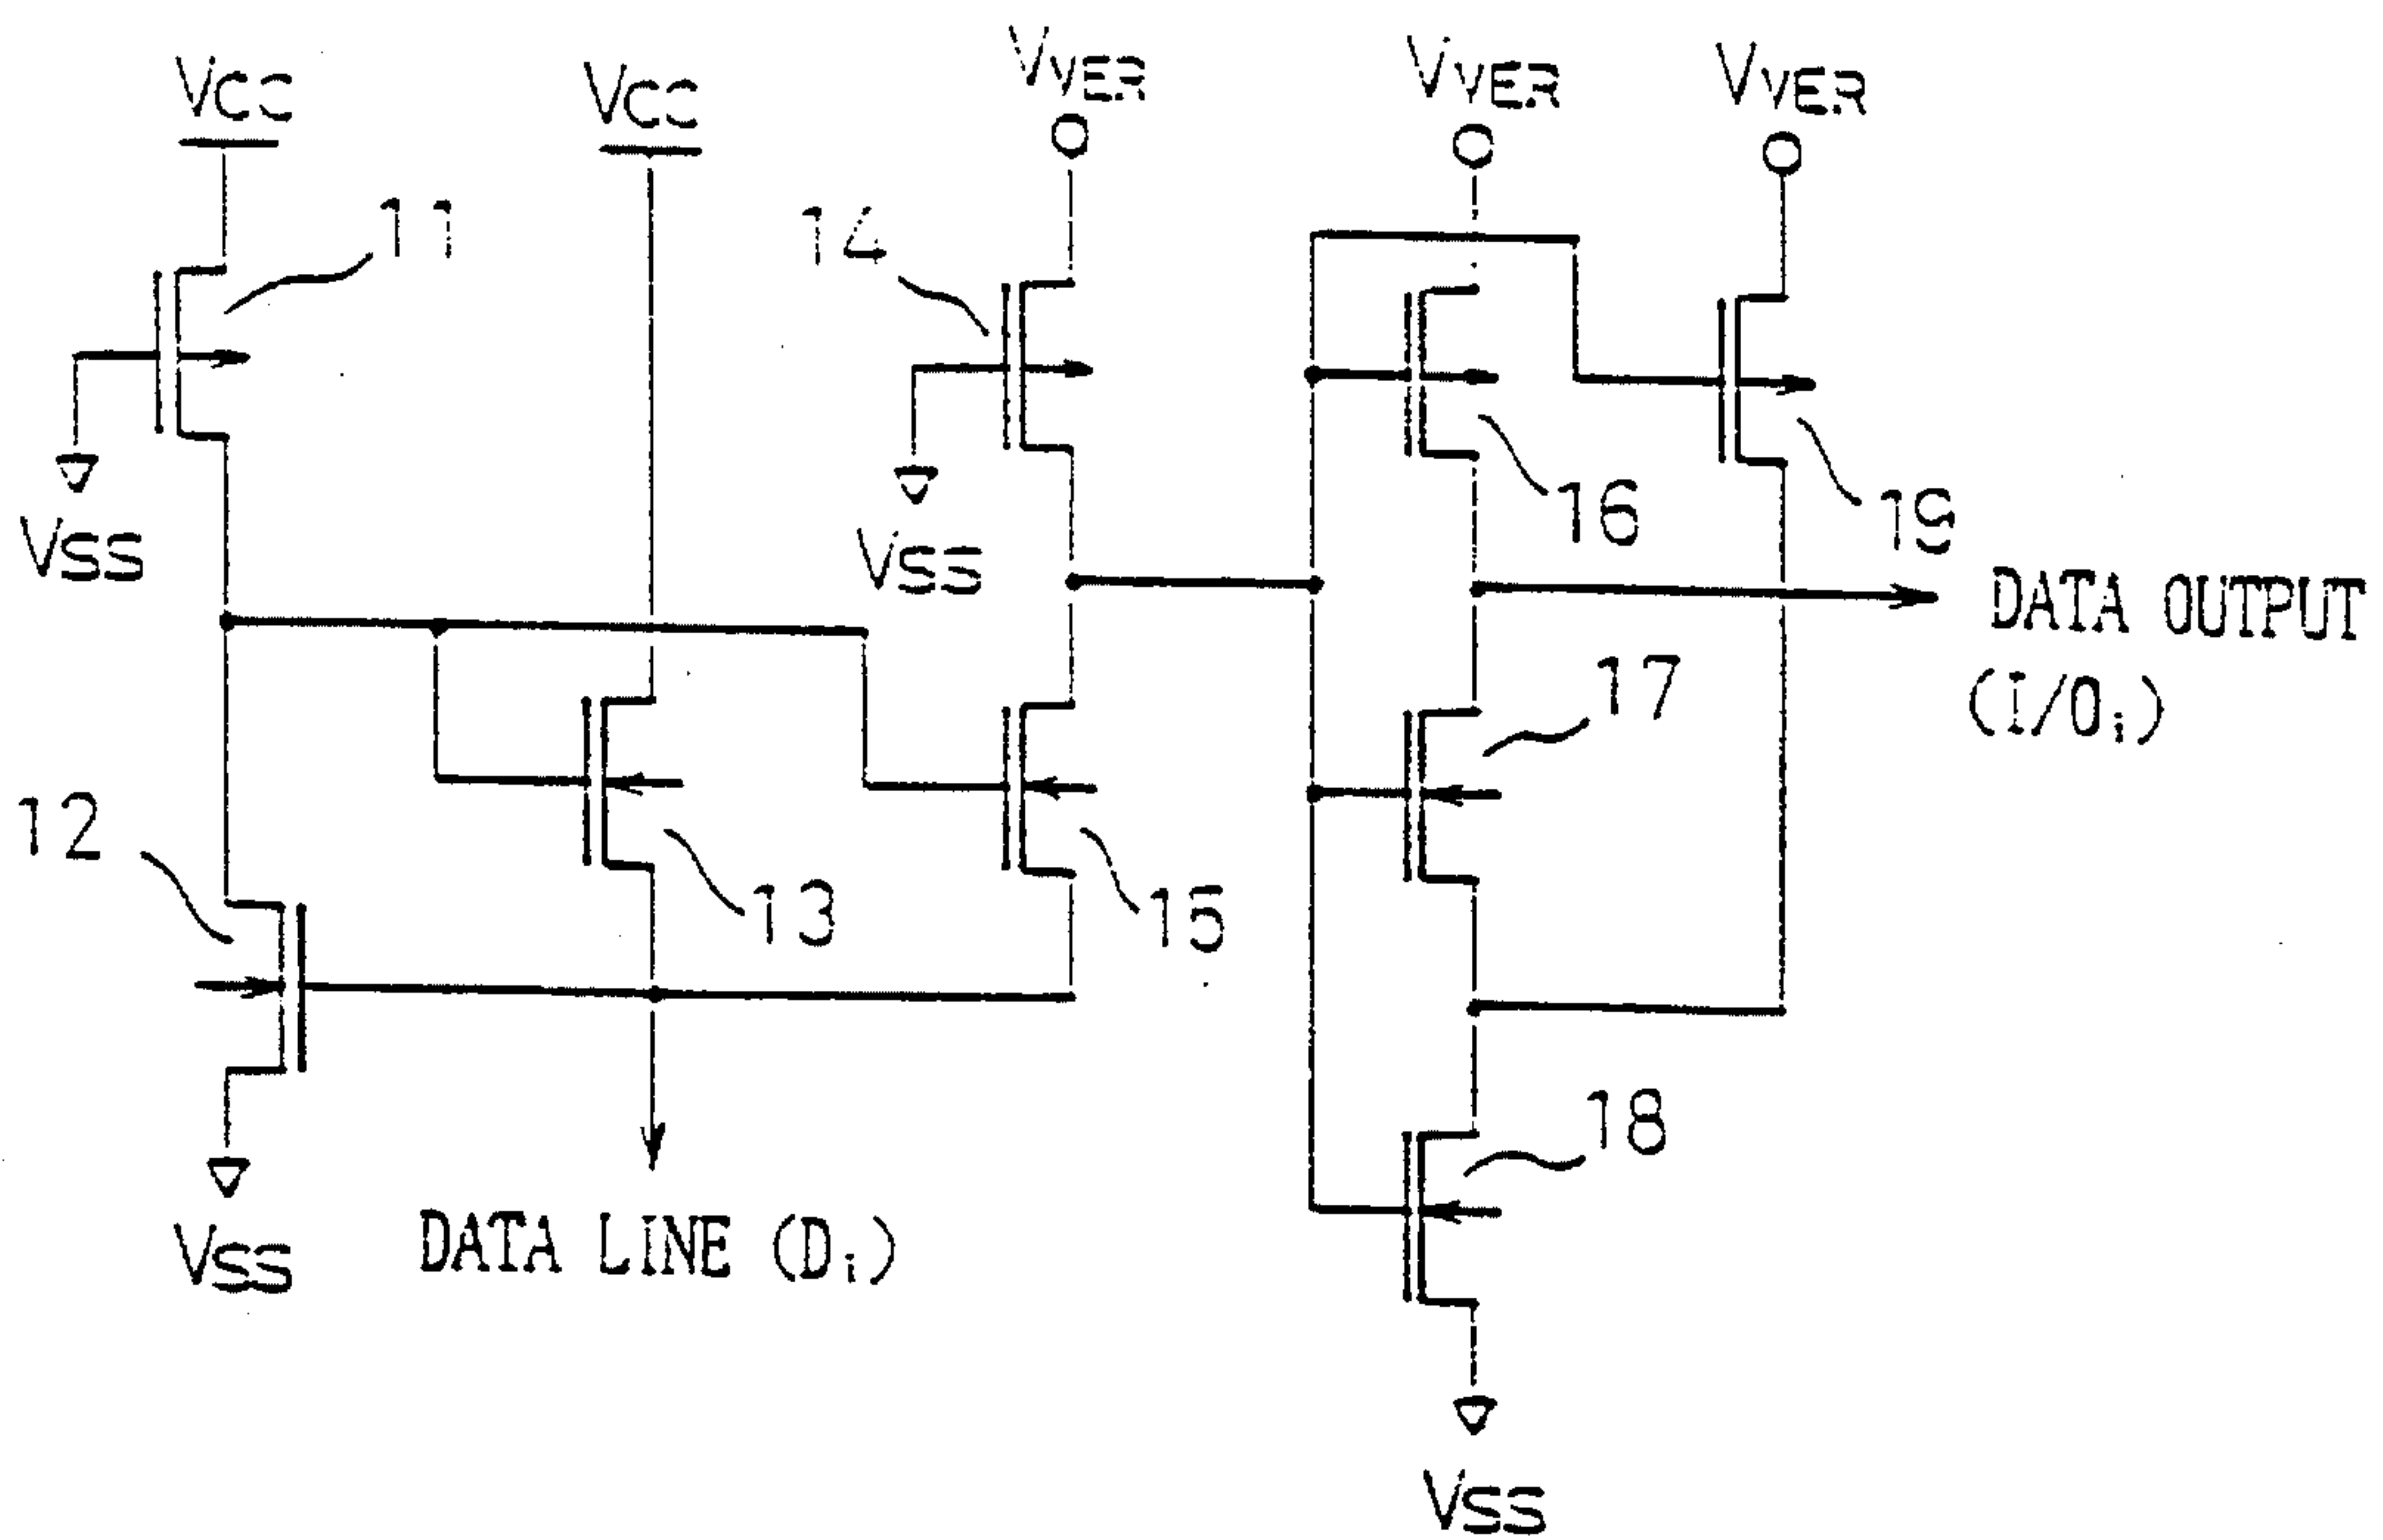 VCC
VCC
VVER
VVER
VVER
11
14
16
19
VSS
VSS
DATA OUTPUT
(I/Oi)
17
12
13
15
18
DATA LINE (Di)
VSS
VSS